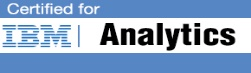 Certified for
IBM | Analytics